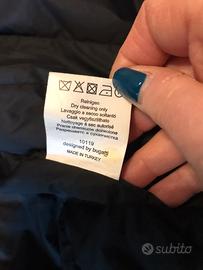 Reinigen
Dry cleaning only
Lavaggio a secco soltanto
Csak vegytisztítható
Nettoyage à sec autorisé
10119
designed by bugatti
MADE IN TURKEY
subito